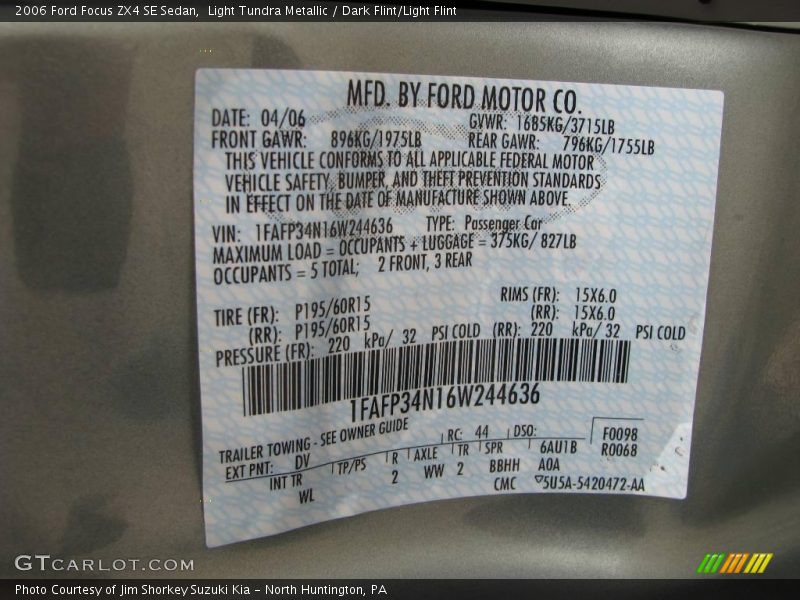 2006 Ford Focus ZX4 SE Sedan,  Light Tundra Metallic / Dark Flint/Light Flint
MFD. BY FORD MOTOR CO.
DATE: 04/06 GVWR: 1685KG/3715LB
FRONT GAWR: 896KG/1975LB REAR GAWR: 796KG/1755LB
THIS VEHICLE CONFORMS TO ALL APPLICABLE FEDERAL MOTOR
VEHICLE SAFETY, BUMPER, AND THEFT PREVENTION STANDARDS
IN EFFECT ON THE DATE OF MANUFACTURE SHOWN ABOVE.
VIN: 1FAFP34N16W244636 TYPE: Passenger Car
MAXIMUM LOAD = OCCUPANTS + LUGGAGE = 375KG/ 827LB
OCCUPANTS = 5 TOTAL; 2 FRONT, 3 REAR
TIRE (FR): P195/60R15 RIMS (FR): 15X6.0
(RR): P195/60R15 (RR): 15X6.0
PRESSURE (FR): 220 kPa/ 32 PSI COLD (RR): 220 kPa/ 32 PSI COLD
1FAFP34N16W244636
TRAILER TOWING - SEE OWNER GUIDE RC: 44 DSO: F0098
EXT PNT: DV TP/PS R AXLE TR SPR 6AU1B R0068
INT TR 2 WW 2 BBHH A0A
WL CMC 5U5A-5420472-AA
GTCARLOT.COM
Photo Courtesy of Jim Shorkey Suzuki Kia – North Huntington, PA